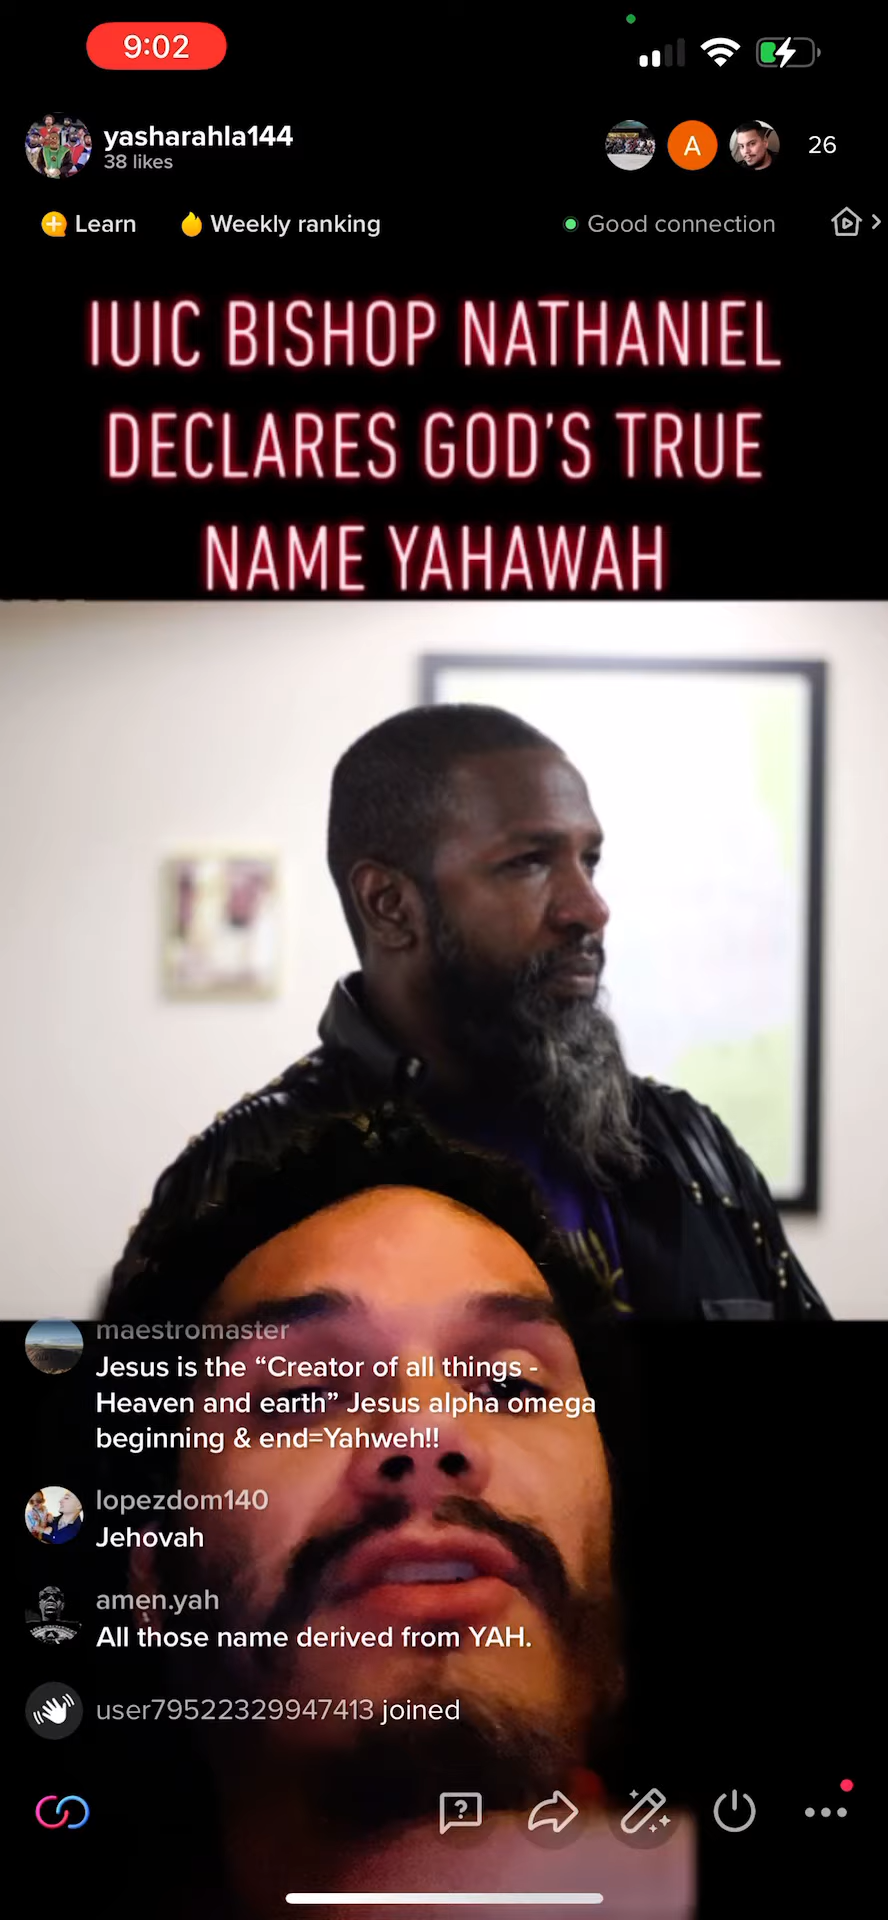 9:02
yasharahla144
38 likes
A
26
Learn
Weekly ranking
Good connection
IUIC BISHOP NATHANIEL
DECLARES GOD'S TRUE
NAME YAHAWAH
maestromaster
Jesus is the “Creator of all things -
Heaven and earth” Jesus alpha omega
beginning & end=Yahweh!!
lopezdom140
Jehovah
amen.yah
All those name derived from YAH.
user79522329947413 joined
?